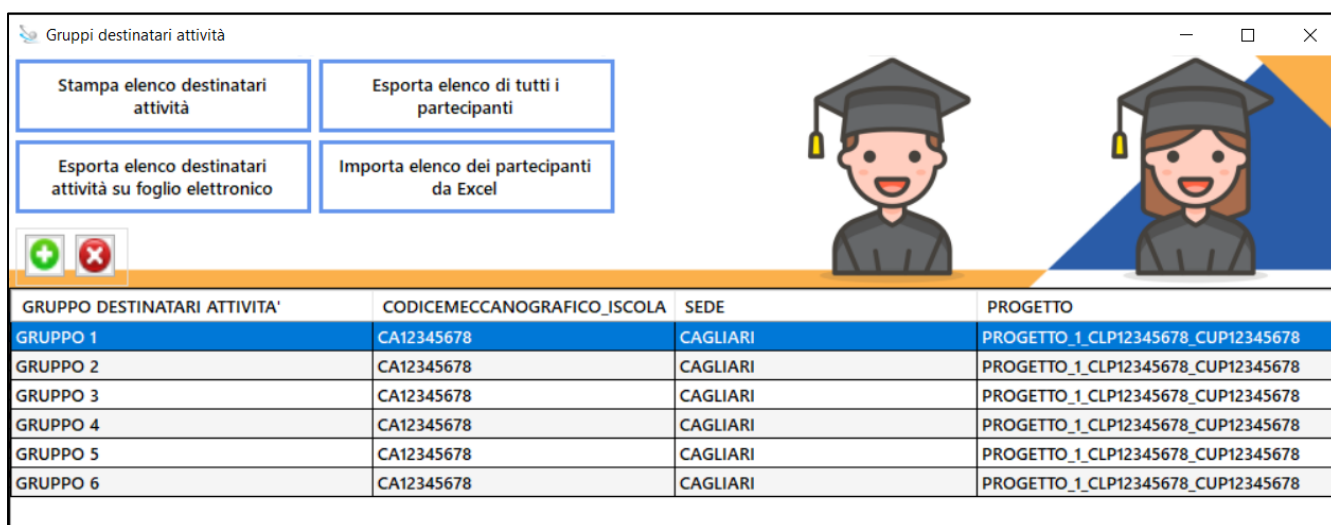 Gruppi destinatari attività
Stampa elenco destinatari
attività
Esporta elenco di tutti i
partecipanti
Esporta elenco destinatari
attività su foglio elettronico
Importa elenco dei partecipanti
da Excel
GRUPPO DESTINATARI ATTIVITA' CODICEMECCANOGRAFICO_ISCOLA SEDE PROGETTO
GRUPPO 1 CA12345678 CAGLIARI PROGETTO_1_CLP12345678_CUP12345678
GRUPPO 2 CA12345678 CAGLIARI PROGETTO_1_CLP12345678_CUP12345678
GRUPPO 3 CA12345678 CAGLIARI PROGETTO_1_CLP12345678_CUP12345678
GRUPPO 4 CA12345678 CAGLIARI PROGETTO_1_CLP12345678_CUP12345678
GRUPPO 5 CA12345678 CAGLIARI PROGETTO_1_CLP12345678_CUP12345678
GRUPPO 6 CA12345678 CAGLIARI PROGETTO_1_CLP12345678_CUP12345678